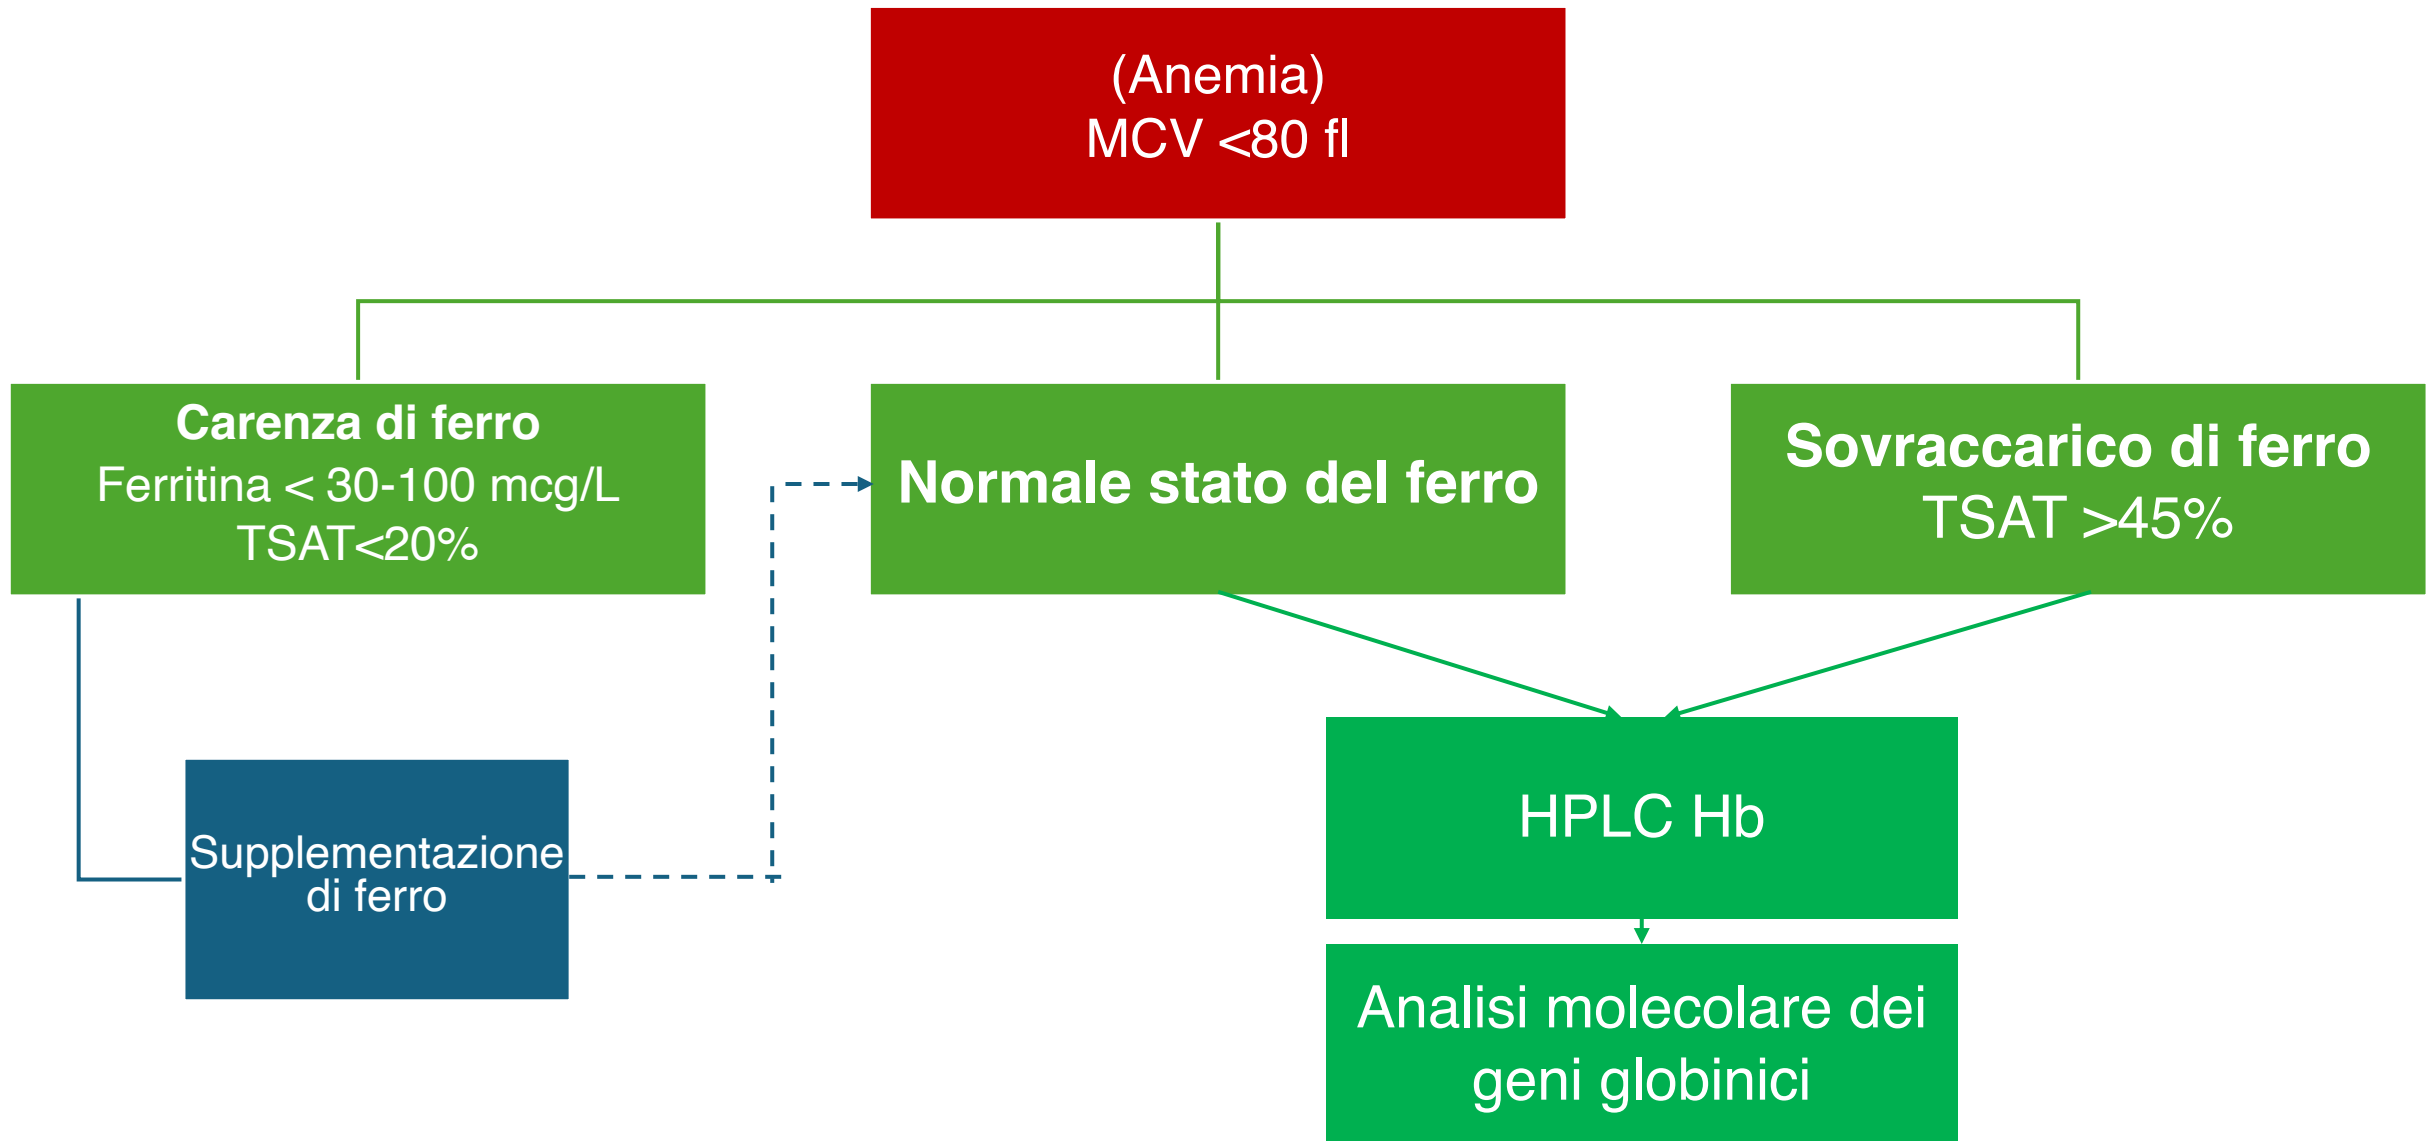 (Anemia)
MCV <80 fl
Carenza di ferro
Ferritina < 30-100 mcg/L
TSAT<20%
Normale stato del ferro
Sovraccarico di ferro
TSAT >45%
Supplementazione
di ferro
HPLC Hb
Analisi molecolare dei
geni globinici